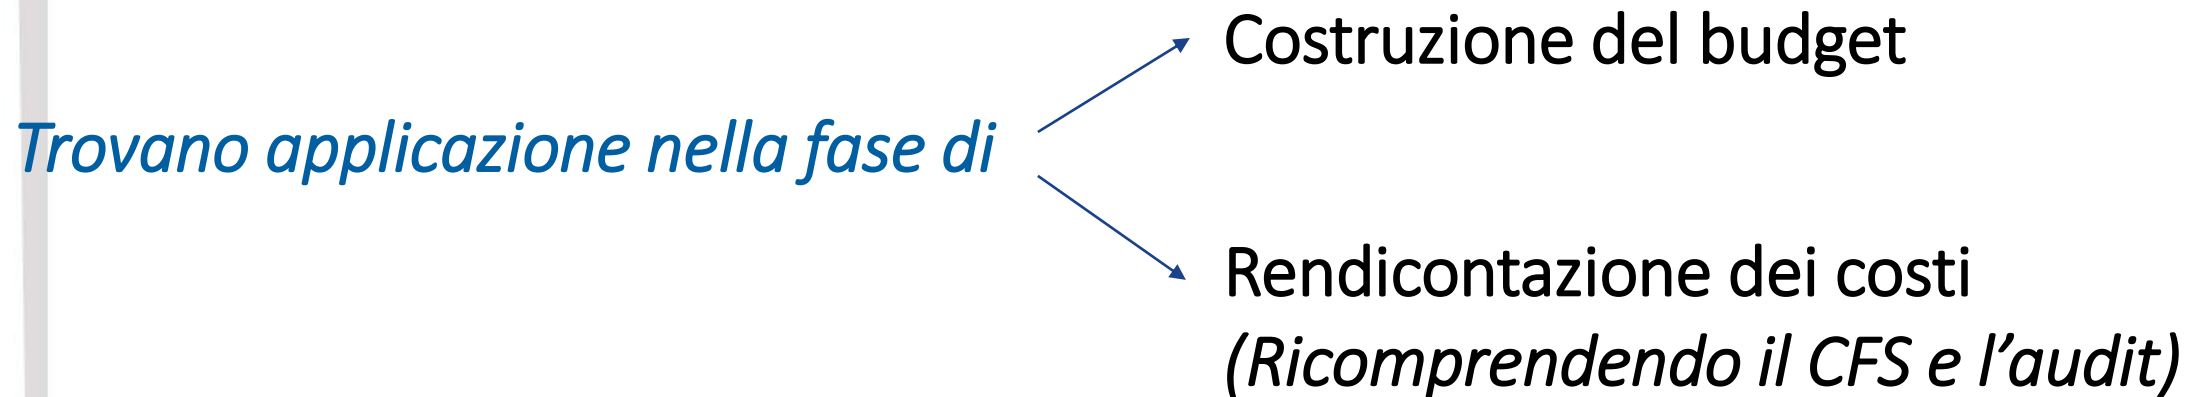 Costruzione del budget
Trovano applicazione nella fase di
Rendicontazione dei costi
(Ricomprendendo il CFS e l’audit)